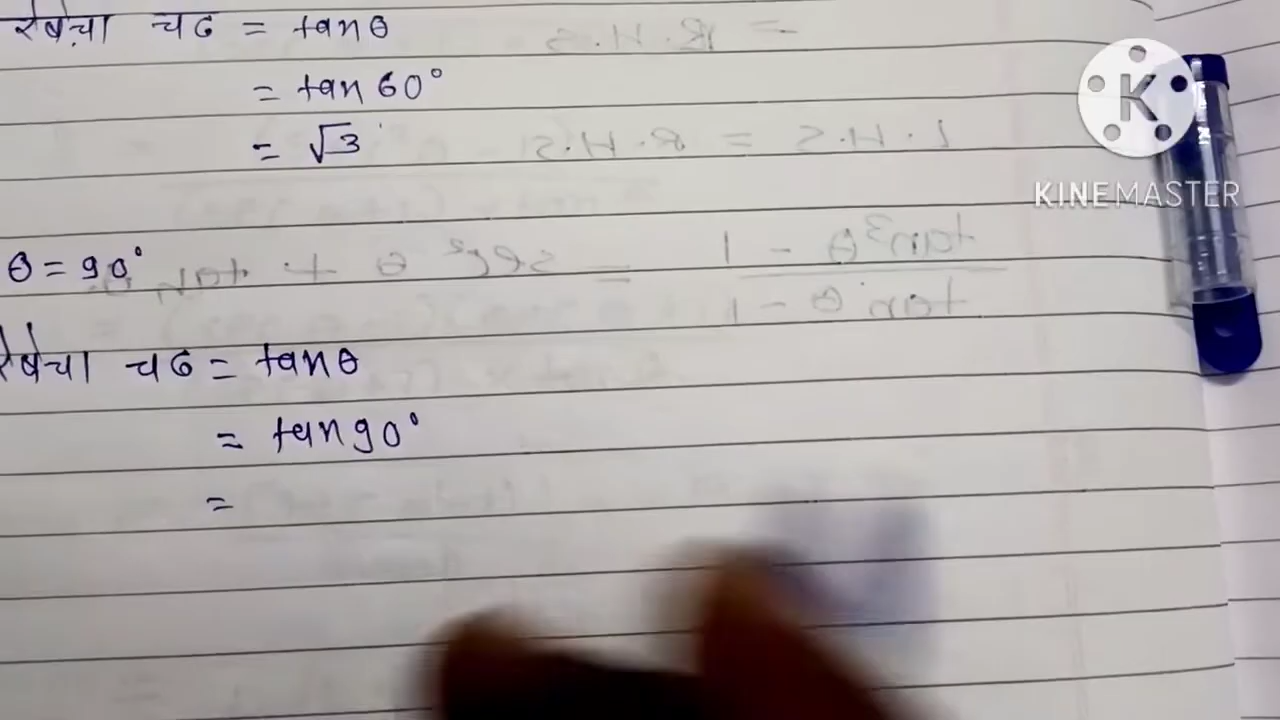 रेषेचा चढ = tanθ
= tan 60°
= √3
θ = 90°
रेषेचा चढ = tanθ
= tan 90°
=
K
KINEMASTER